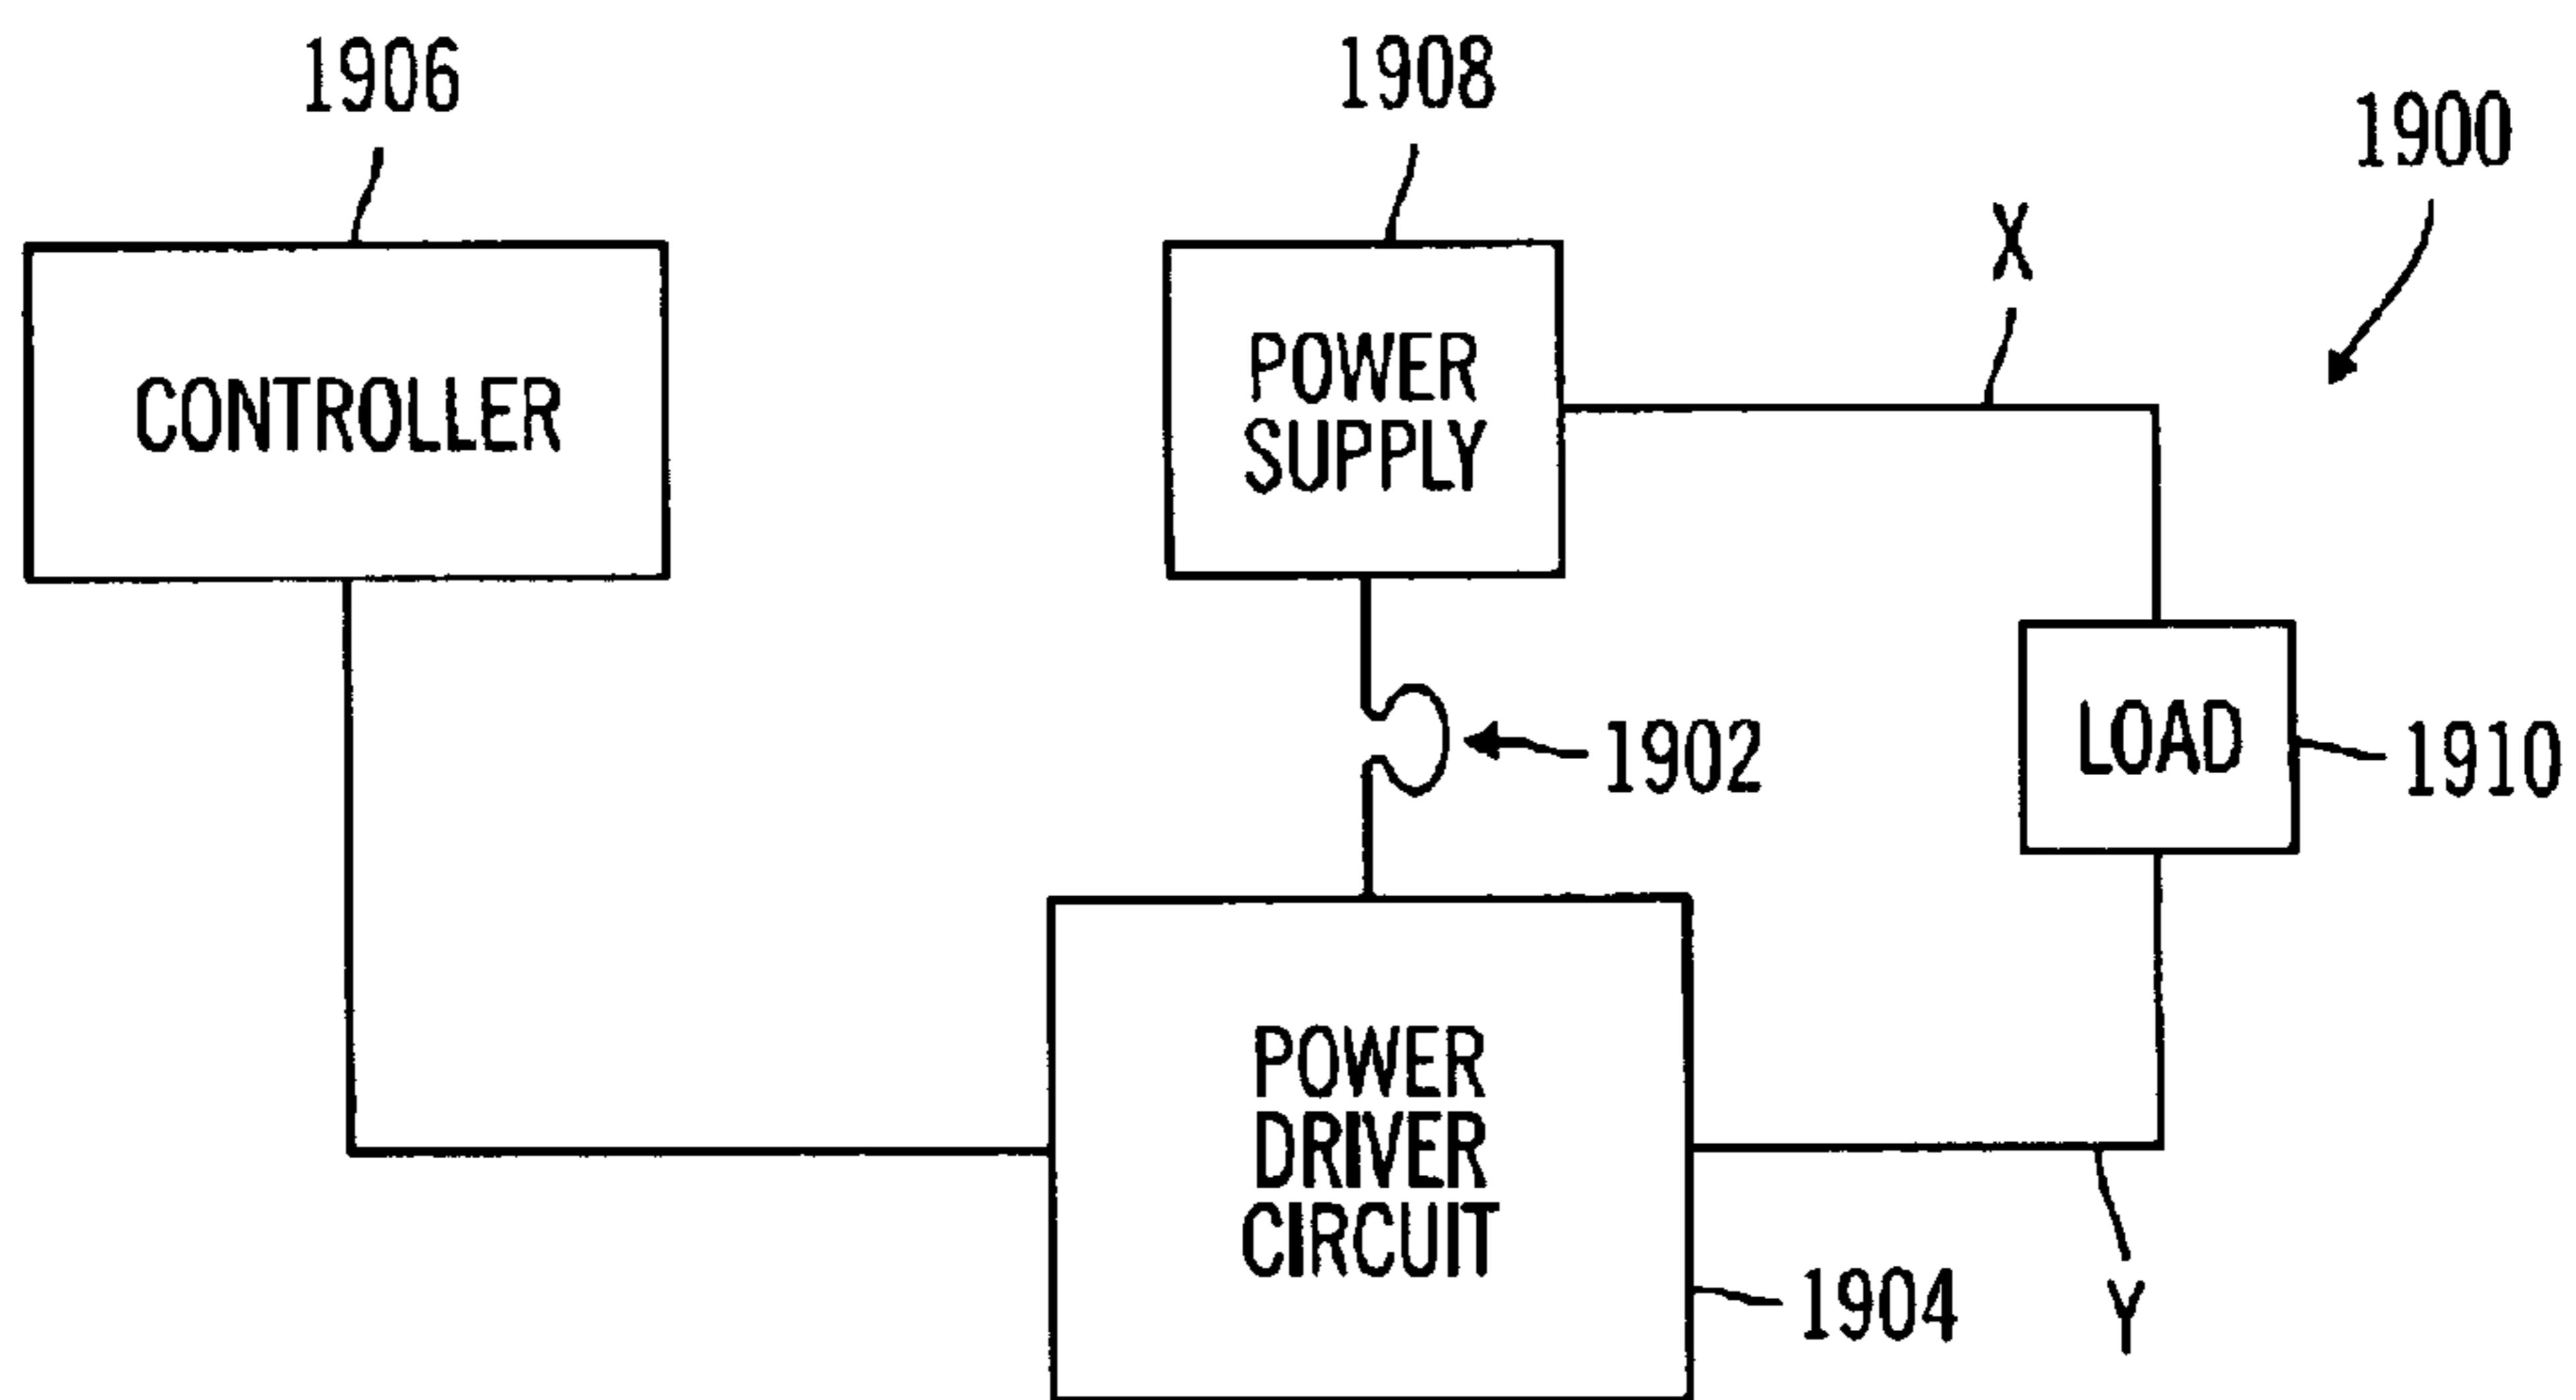 1906
1908
1900
X
CONTROLLER
POWER
SUPPLY
1902
LOAD
1910
POWER
DRIVER
CIRCUIT
1904
Y